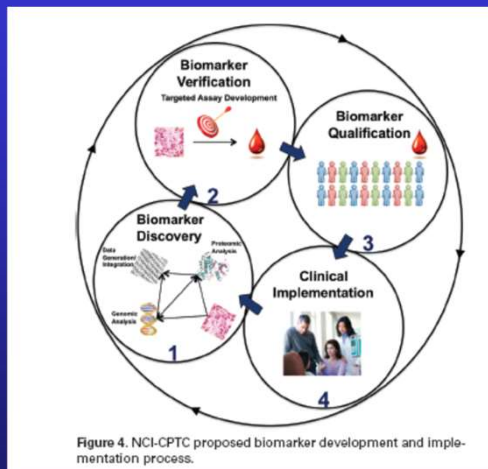 Biomarker
Verification
Targeted Assay Development
2
Biomarker
Qualification
3
Biomarker
Discovery
Data
Generation/
Integration
Proteomic
Analysis
Genomic
Analysis
1
Clinical
Implementation
4
Figure 4. NCI-CPTC proposed biomarker development and imple-
mentation process.